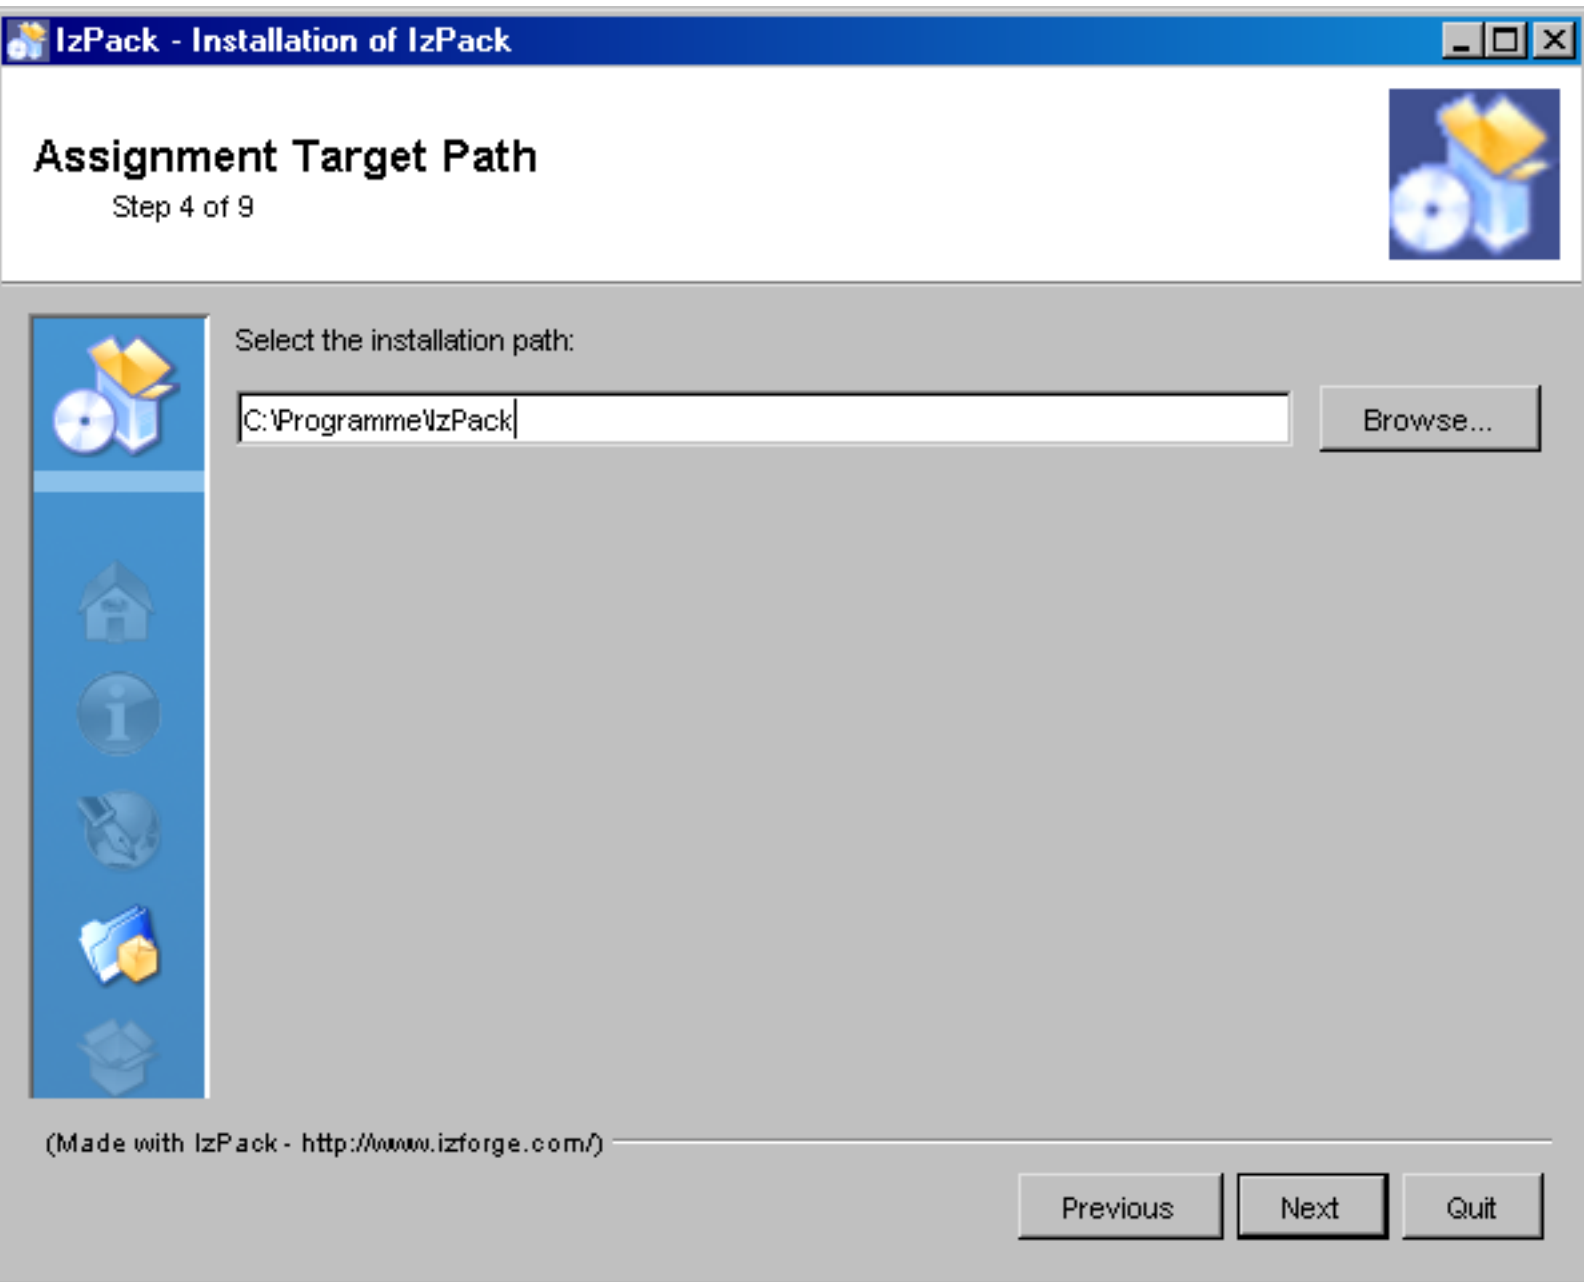 IzPack - Installation of IzPack
Assignment Target Path
Step 4 of 9
Select the installation path:
C:\Programme\IzPack
Browse...
(Made with IzPack - http://www.izforge.com/)
Previous
Next
Quit